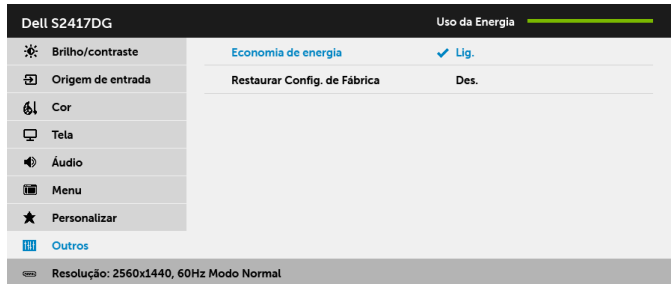 Dell S2417DG Uso da Energia
Brilho/contraste Economia de energia Lig.
Origem de entrada Restaurar Config. de Fábrica Des.
Cor
Tela
Áudio
Menu
Personalizar
Outros
Resolução: 2560x1440, 60Hz Modo Normal